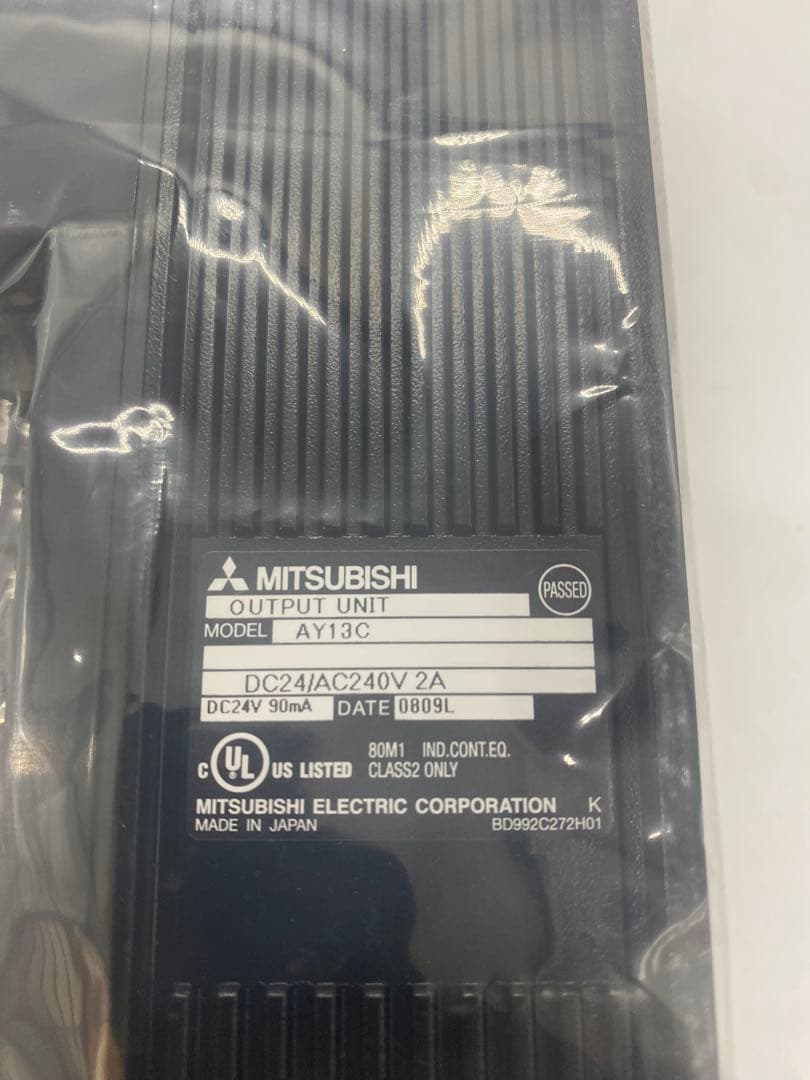 MITSUBISHI
PASSED
OUTPUT UNIT
MODEL AY13C
DC24/AC240V 2A
DC24V 90mA DATE 0809L
C UL US LISTED 80M1 IND.CONT.EQ.
CLASS2 ONLY
MITSUBISHI ELECTRIC CORPORATION K
MADE IN JAPAN BD992C272H01